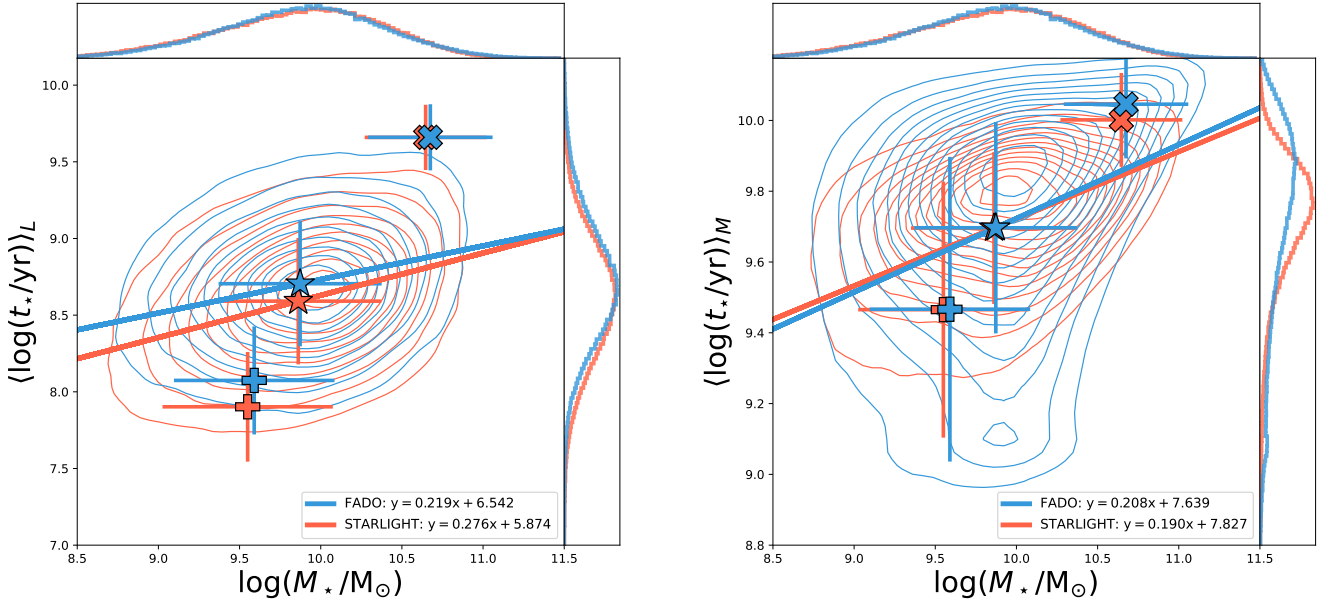 ⟨log(t⋆/yr)⟩L
10.0
9.5
9.0
8.5
8.0
7.5
7.0
8.5 9.0 9.5 10.0 10.5 11.0 11.5
log(M⋆/M⊙)
FADO: y = 0.219x + 6.542
STARLIGHT: y = 0.276x + 5.874
⟨log(t⋆/yr)⟩M
10.0
9.8
9.6
9.4
9.2
9.0
8.8
8.5 9.0 9.5 10.0 10.5 11.0 11.5
log(M⋆/M⊙)
FADO: y = 0.208x + 7.639
STARLIGHT: y = 0.190x + 7.827